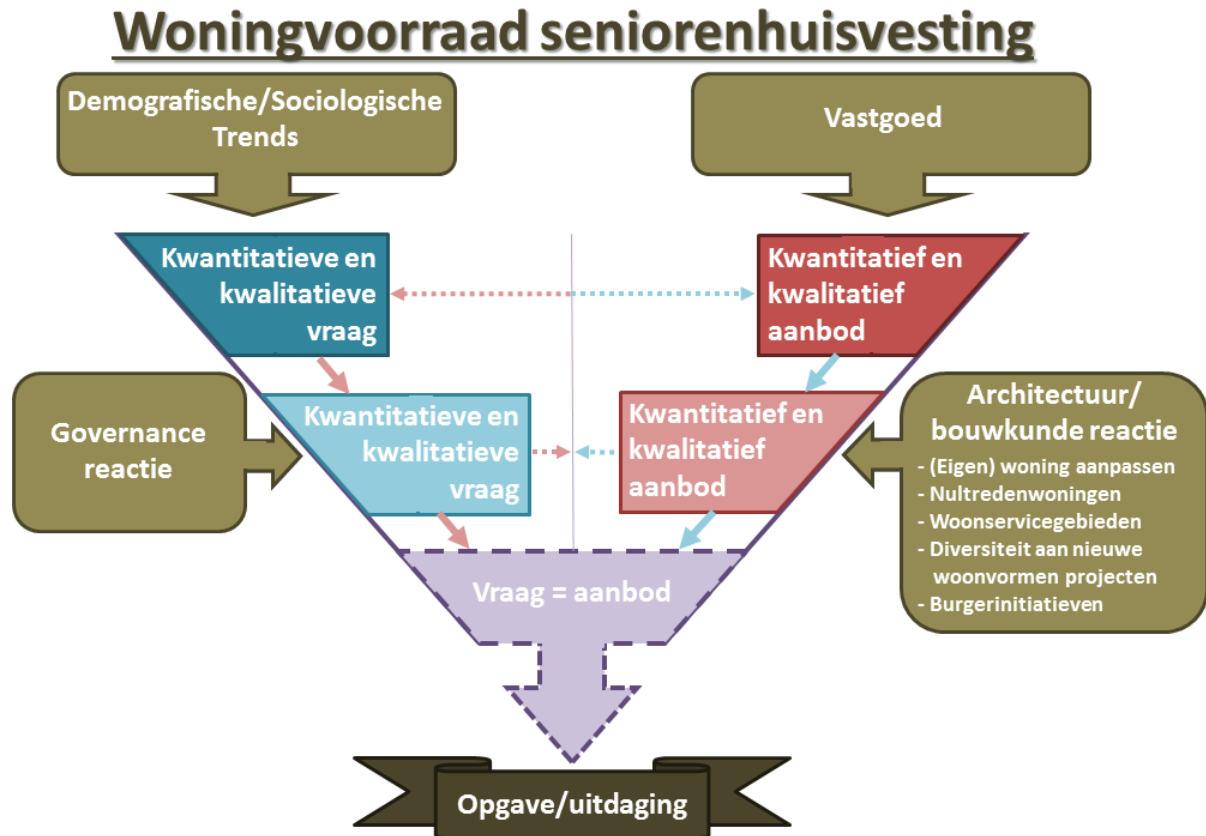 Woningvoorraad seniorenhuisvesting
Demografische/Sociologische
Trends
Vastgoed
Kwantitatieve en
kwalitatieve
vraag
Kwantitatief en
kwalitatief
aanbod
Governance
reactie
Kwantitatieve en
kwalitatieve
vraag
Kwantitatief en
kwalitatief
aanbod
Architectuur/
bouwkunde reactie
- (Eigen) woning aanpassen
- Nultredenwoningen
- Woonservicegebieden
- Diversiteit aan nieuwe
woonvormen projecten
- Burgerinitiatieven
Vraag = aanbod
Opgave/uitdaging